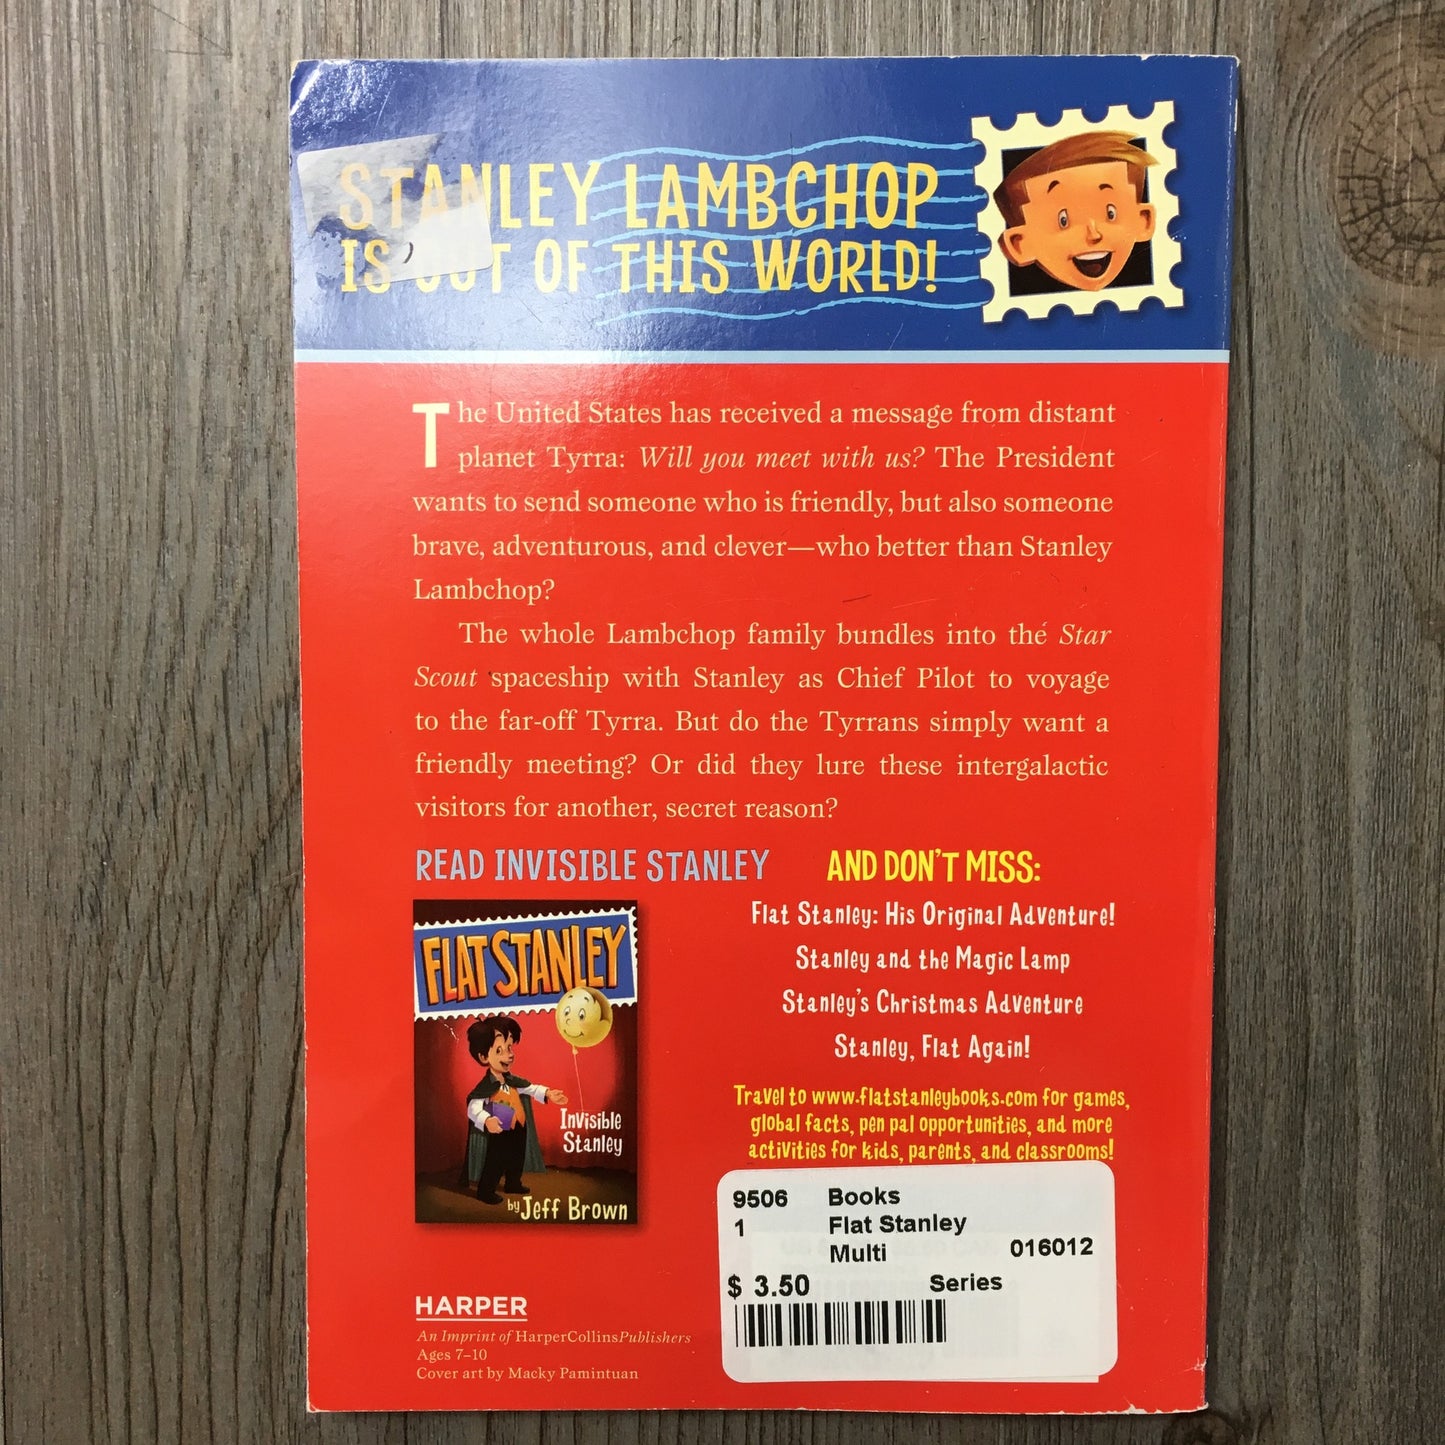 STANLEY LAMBCHOP
IS OUT OF THIS WORLD!
The United States has received a message from distant
planet Tyrra: Will you meet with us? The President
wants to send someone who is friendly, but also someone
brave, adventurous, and clever—who better than Stanley
Lambchop?
The whole Lambchop family bundles into the Star
Scout spaceship with Stanley as Chief Pilot to voyage
to the far-off Tyrra. But do the Tyrrans simply want a
friendly meeting? Or did they lure these intergalactic
visitors for another, secret reason?
READ INVISIBLE STANLEY
FLAT STANLEY
Invisible
Stanley
by Jeff Brown
AND DON'T MISS:
Flat Stanley: His Original Adventure!
Stanley and the Magic Lamp
Stanley's Christmas Adventure
Stanley, Flat Again!
Travel to www.flatstanleybooks.com for games,
global facts, pen pal opportunities, and more
activities for kids, parents, and classrooms!
HARPER
An Imprint of HarperCollinsPublishers
Ages 7–10
Cover art by Macky Pamintuan
9506 Books
1 Flat Stanley
Multi 016012
$ 3.50 Series